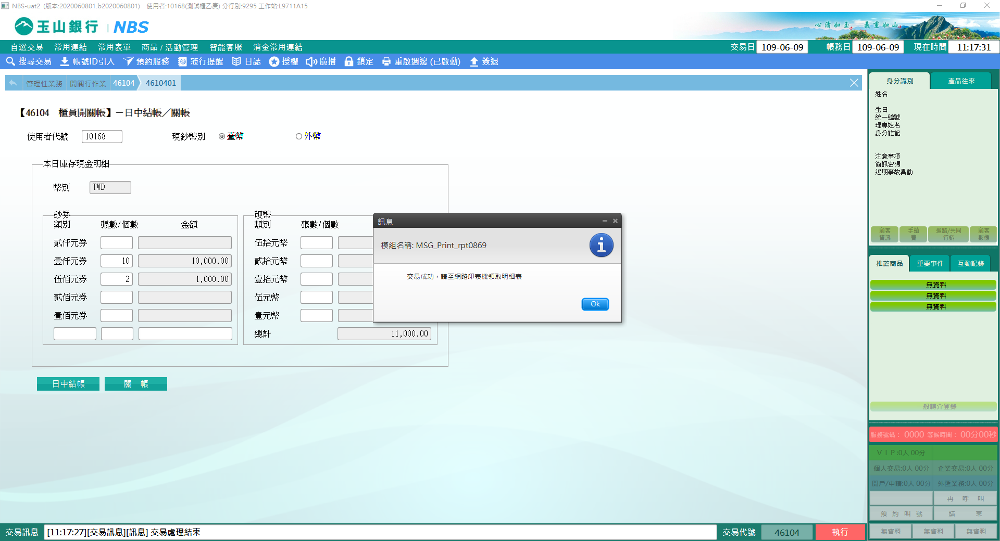 NBS-uat2 (版本:2020060801.b2020060801) 使用者:10168(測試櫃乙庚) 分行別:9295 工作站:L9711A15
玉山銀行 | NBS
心清如玉 義重如山
自選交易 常用連結 常用表單 商品 / 活動管理 智能客服 消金常用連結
交易日 109-06-09 帳務日 109-06-09 現在時間 11:17:31
搜尋交易 帳號ID引入 預約服務 蒞行提醒 日誌 授權 廣播 鎖定 重啟週邊 (已啟動) 簽退
管理性業務 開關行作業 46104 4610401
【46104 櫃員開關帳】－日中結帳／關帳
使用者代號 10168 現鈔幣別 臺幣 外幣
本日庫存現金明細
幣別 TWD
鈔券
類別 張數/個數 金額
貳仟元券
壹仟元券 10 10,000.00
伍佰元券 2 1,000.00
貳佰元券
壹佰元券
硬幣
類別 張數/個數
伍拾元幣
貳拾元幣
壹拾元幣
伍元幣
壹元幣
總計 11,000.00
日中結帳 關 帳
訊息
模組名稱: MSG_Print_rpt0869
交易成功，請至網路印表機領取明細表
Ok
身分識別 產品往來
姓名
生日
統一編號
理專姓名
身分註記
注意事項
簡訊密碼
近期事故異動
顧客資訊 手續費 通路/共同行銷 顧客影像
推薦商品 重要事件 互動記錄
無資料
無資料
無資料
一般轉介登錄
服務號碼： 0000 等候時間： 00分00秒
ＶＩＰ:0人 00分
個人交易:0人 00分 企業交易:0人 00分
開戶/申請:0人 00分 外匯業務:0人 00分
再 呼 叫
預 約 叫 號 結 束
無資料 無資料 無資料
交易訊息 [11:17:27][交易訊息][訊息] 交易處理結束
交易代號 46104 執行